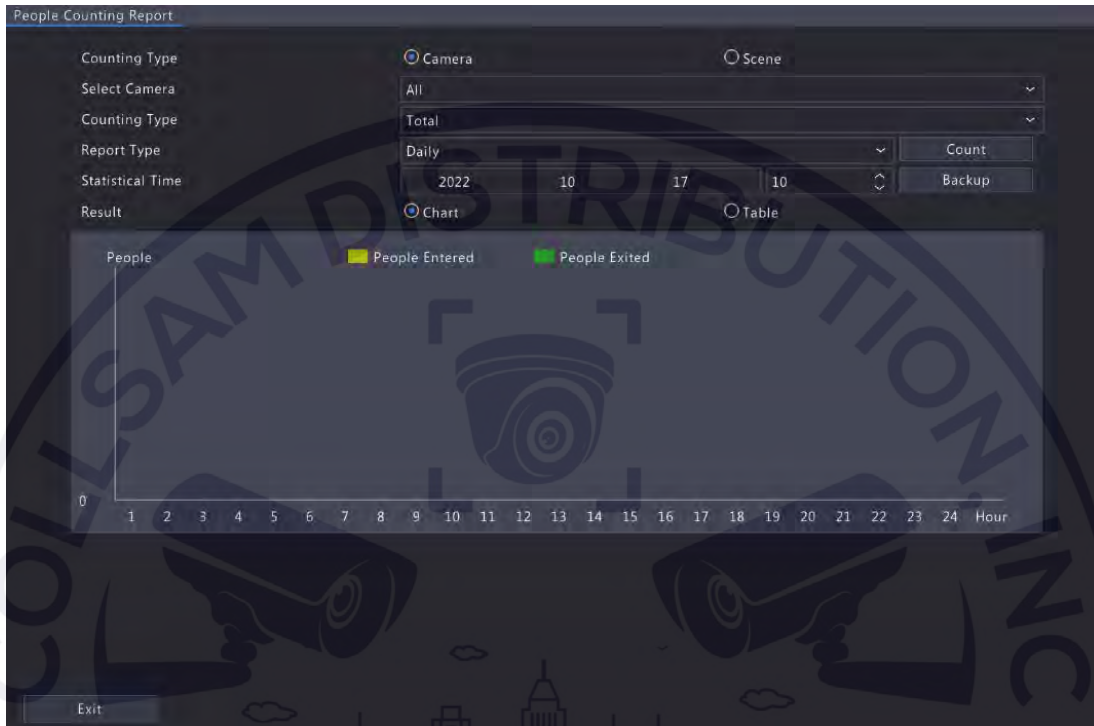 People Counting Report
Counting Type Camera Scene
Select Camera All
Counting Type Total
Report Type Daily Count
Statistical Time 2022 10 17 10 Backup
Result Chart Table
People People Entered People Exited
0
1 2 3 4 5 6 7 8 9 10 11 12 13 14 15 16 17 18 19 20 21 22 23 24 Hour
Exit
COLLSAM DISTRIBUTION, INC